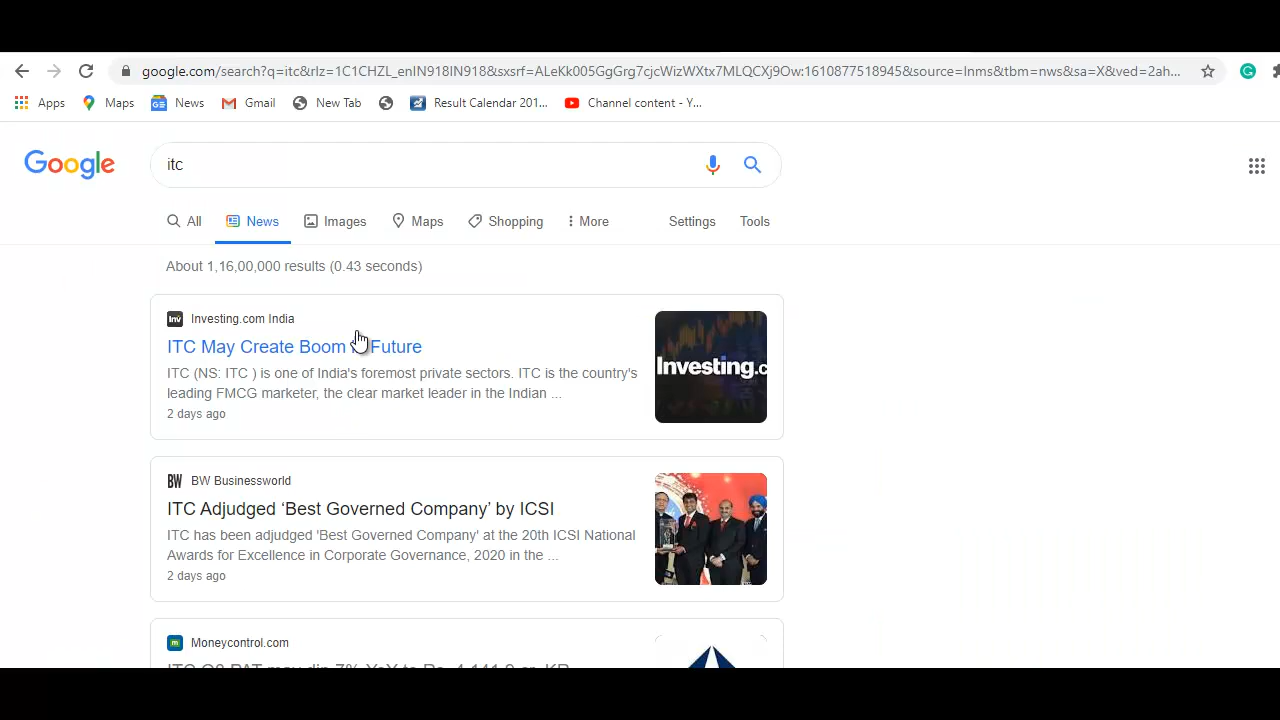 google.com/search?q=itc&rlz=1C1CHZL_enIN918IN918&sxsrf=ALeKk005GgGrg7cjcWizWXtx7MLQCXj9Ow:1610877518945&source=lnms&tbm=nws&sa=X&ved=2ah...
Apps Maps GE News Gmail New Tab Result Calendar 201... Channel content - Y...
Google itc
All News Images Maps Shopping More Settings Tools
About 1,16,00,000 results (0.43 seconds)
Inv Investing.com India
ITC May Create Boom Future
ITC (NS: ITC ) is one of India's foremost private sectors. ITC is the country's
leading FMCG marketer, the clear market leader in the Indian ...
2 days ago
Investing.c
BW BW Businessworld
ITC Adjudged ‘Best Governed Company’ by ICSI
ITC has been adjudged 'Best Governed Company' at the 20th ICSI National
Awards for Excellence in Corporate Governance, 2020 in the ...
2 days ago
m Moneycontrol.com